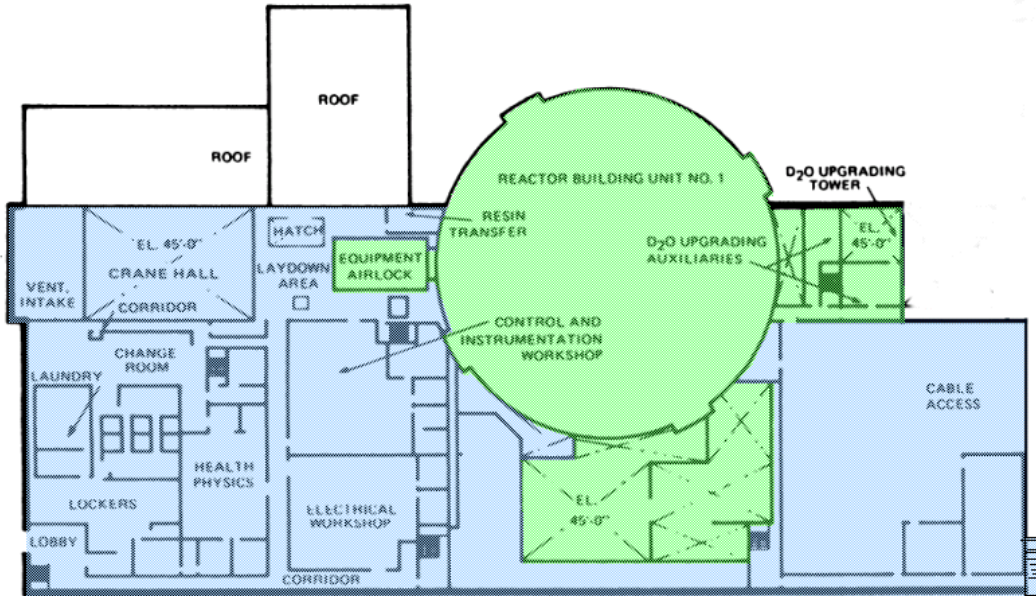 ROOF
ROOF
REACTOR BUILDING UNIT NO. 1
D₂O UPGRADING
TOWER
RESIN
TRANSFER
HATCH
EL. 45'-0"
CRANE HALL
EQUIPMENT
AIRLOCK
D₂O UPGRADING
AUXILIARIES
EL.
45'-0"
LAYDOWN
AREA
VENT.
INTAKE
CORRIDOR
CONTROL AND
INSTRUMENTATION
WORKSHOP
CHANGE
ROOM
LAUNDRY
CABLE
ACCESS
HEALTH
PHYSICS
LOCKERS
ELECTRICAL
WORKSHOP
EL.
45'-0"
LOBBY
CORRIDOR